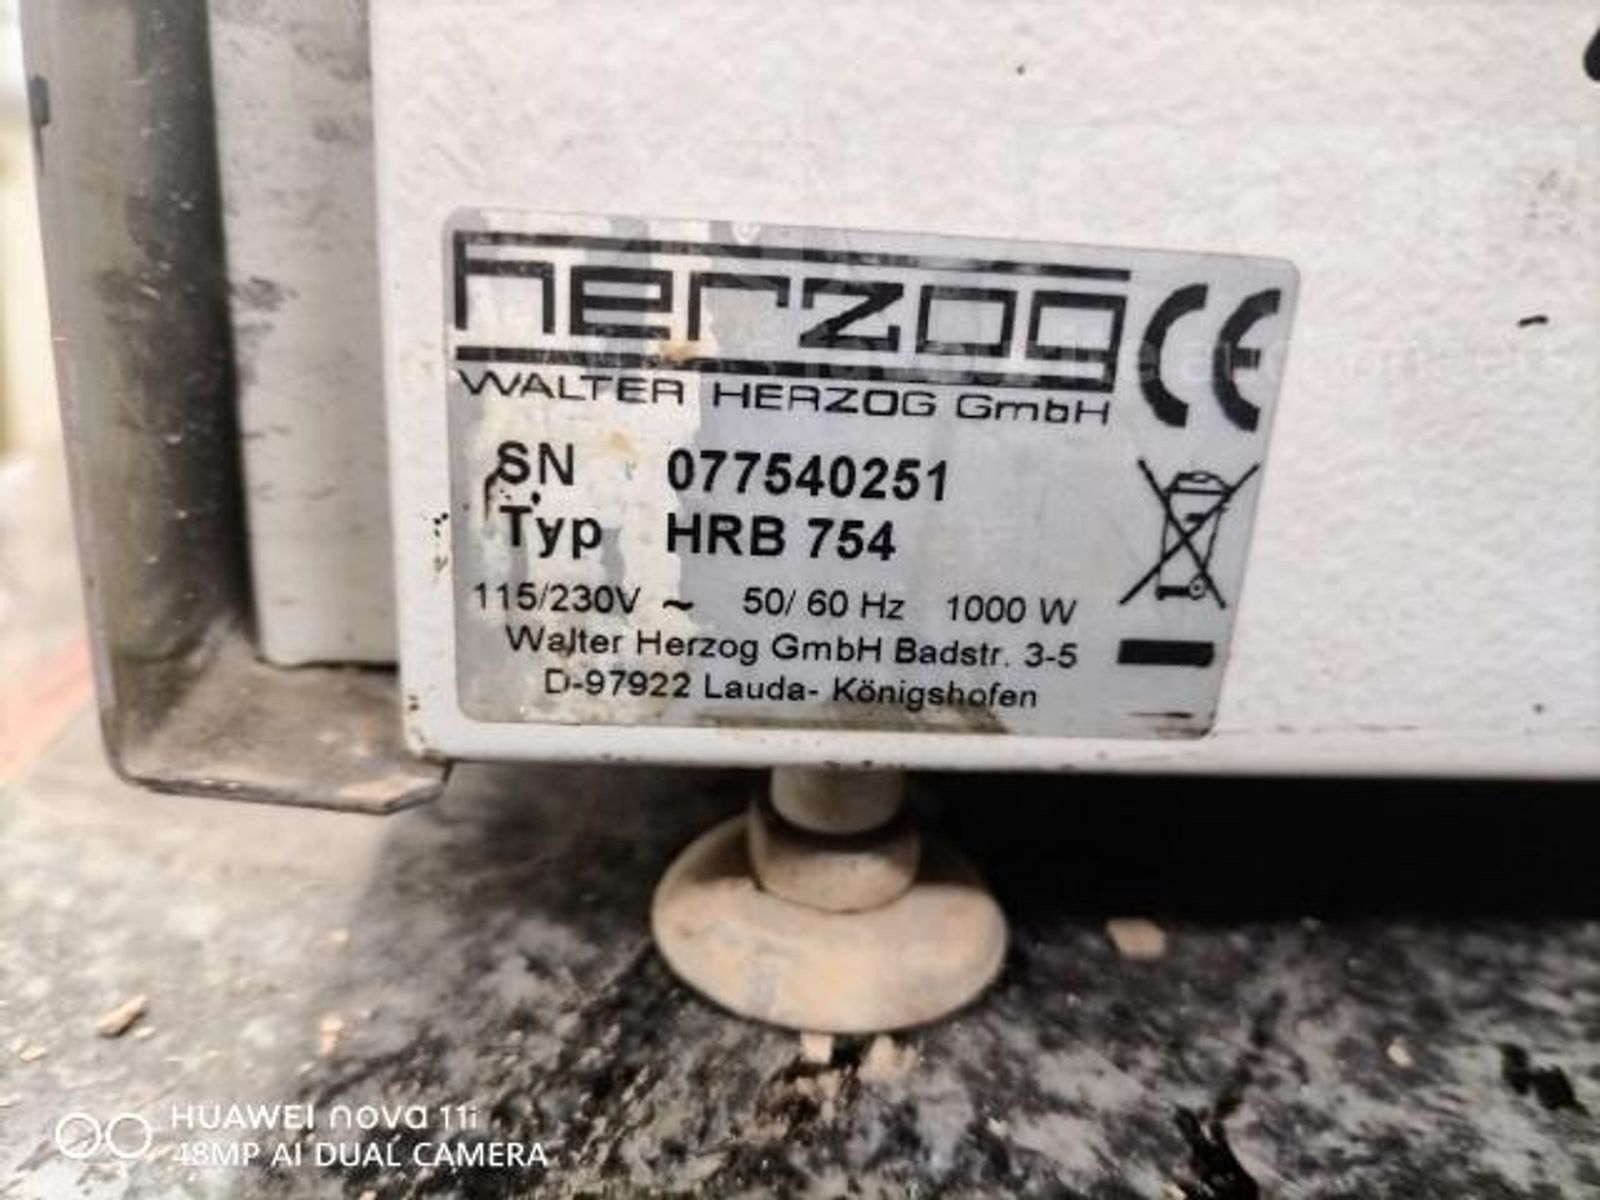 herzog
CE
WALTER HERZOG GmbH
SN 077540251
Typ HRB 754
115/230V ~ 50/ 60 Hz 1000 W
Walter Herzog GmbH Badstr. 3-5
D-97922 Lauda- Königshofen
HUAWEI nova 11i
48MP AI DUAL CAMERA